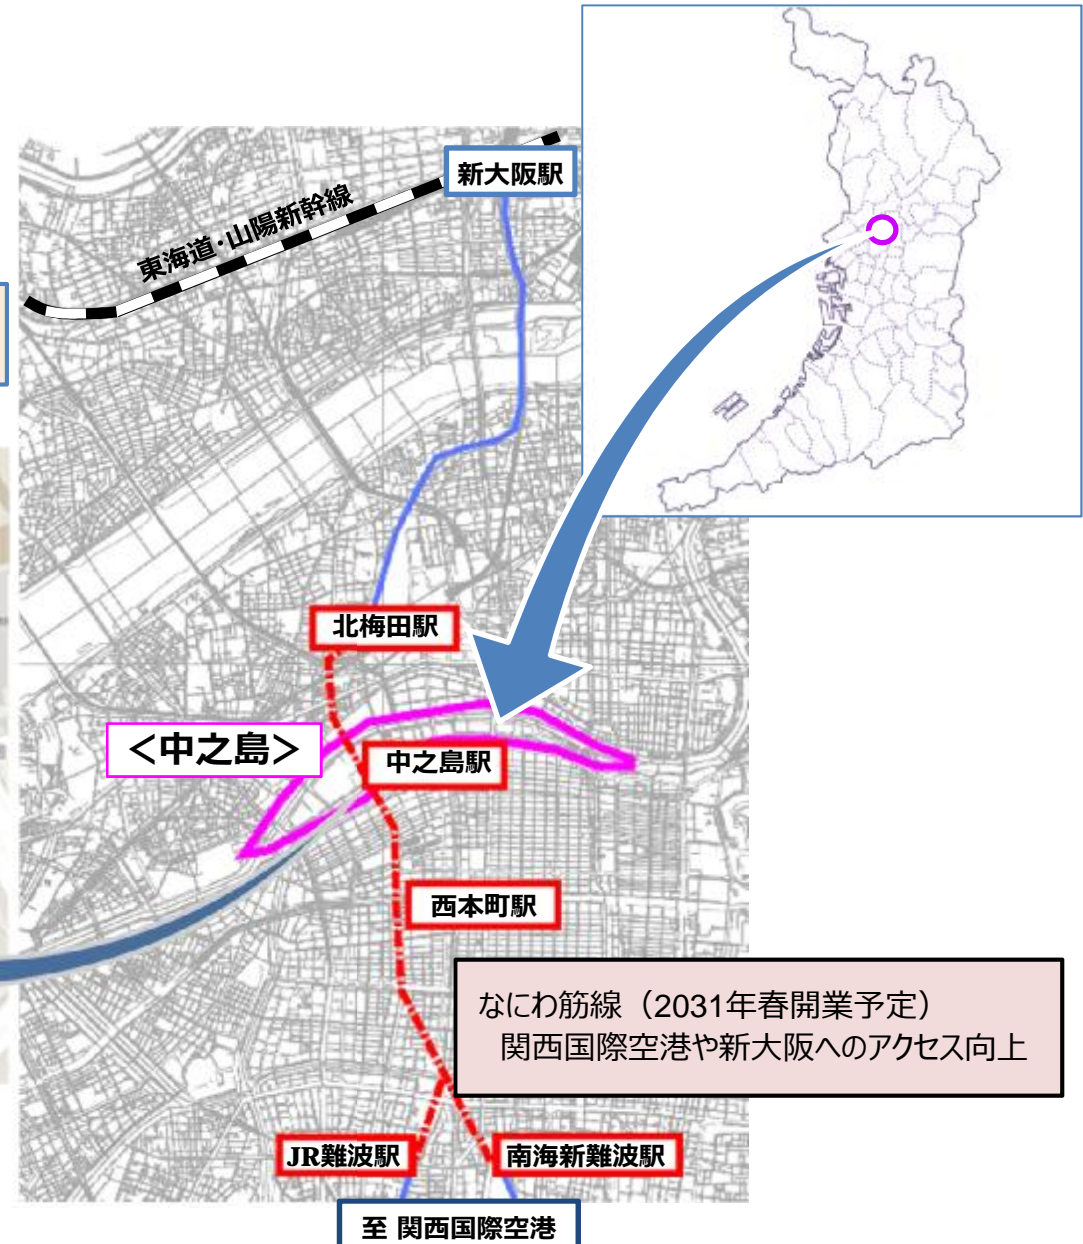 新大阪駅
東海道・山陽新幹線
北梅田駅
＜中之島＞
中之島駅
西本町駅
なにわ筋線（2031年春開業予定）
関西国際空港や新大阪へのアクセス向上
JR難波駅
南海新難波駅
至 関西国際空港